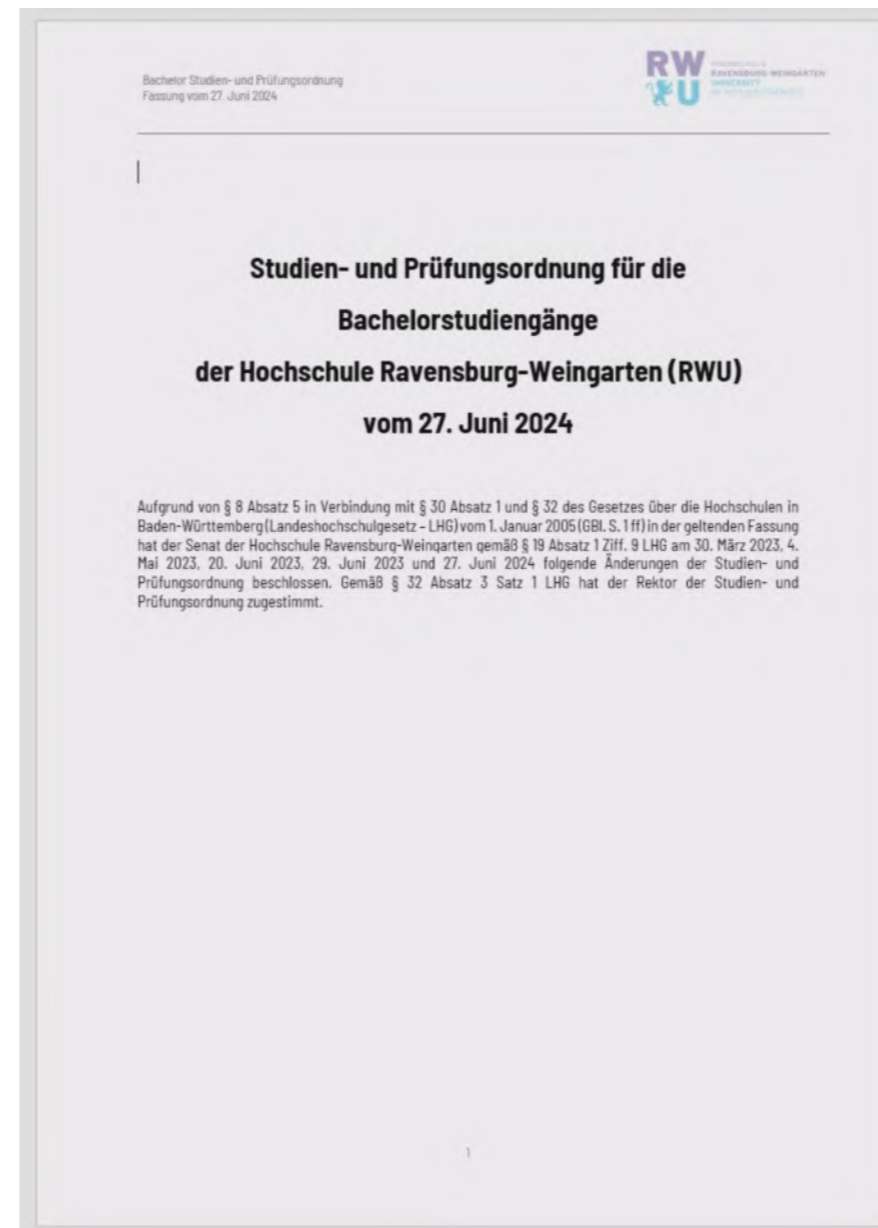 Bachelor Studien- und Prüfungsordnung
Fassung vom 27. Juni 2024
RW
U
HOCHSCHULE
RAVENSBURG-WEINGARTEN
UNIVERSITY
Studien- und Prüfungsordnung für die
Bachelorstudiengänge
der Hochschule Ravensburg-Weingarten (RWU)
vom 27. Juni 2024
Aufgrund von § 8 Absatz 5 in Verbindung mit § 30 Absatz 1 und § 32 des Gesetzes über die Hochschulen in
Baden-Württemberg (Landeshochschulgesetz – LHG) vom 1. Januar 2005 (GBl. S. 1 ff) in der geltenden Fassung
hat der Senat der Hochschule Ravensburg-Weingarten gemäß § 19 Absatz 1 Ziff. 9 LHG am 30. März 2023, 4.
Mai 2023, 20. Juni 2023, 29. Juni 2023 und 27. Juni 2024 folgende Änderungen der Studien- und
Prüfungsordnung beschlossen. Gemäß § 32 Absatz 3 Satz 1 LHG hat der Rektor der Studien- und
Prüfungsordnung zugestimmt.
1